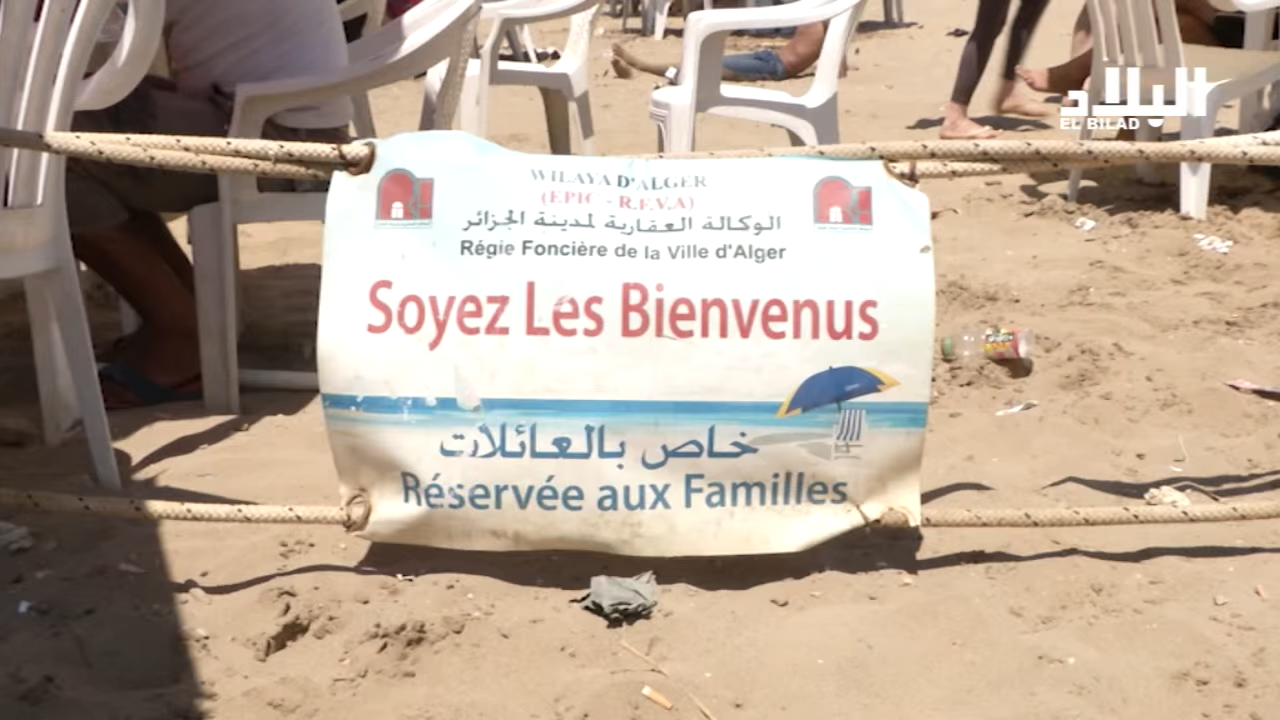 البلاد
EL BILAD
WILAYA D'ALGER
(EPIC - R.F.V.A)
الوكالة العقارية لمدينة الجزائر
Régie Foncière de la Ville d'Alger
Soyez Les Bienvenus
خاص بالعائلات
Réservée aux Familles